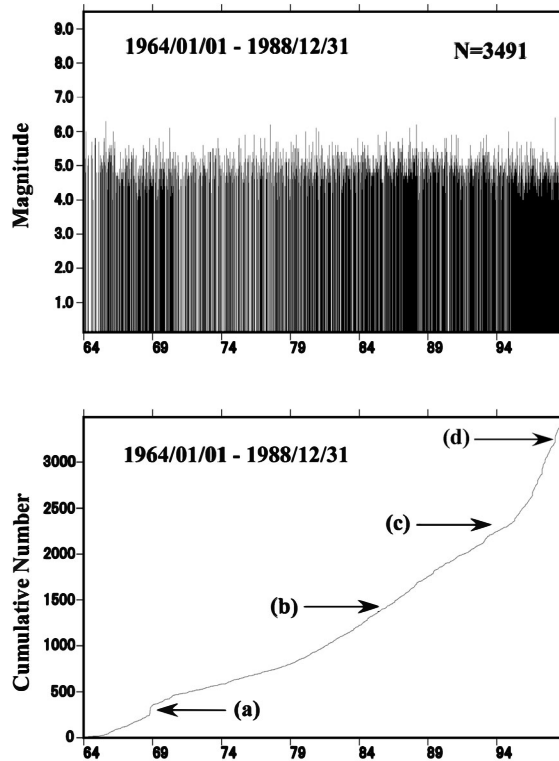 9.0
1964/01/01 - 1988/12/31 N=3491
8.0
7.0
6.0
5.0
4.0
3.0
2.0
1.0
Magnitude
64 69 74 79 84 89 94
1964/01/01 - 1988/12/31
(d)
3000
2500
(c)
2000
1500
(b)
1000
500
(a)
0
Cumulative Number
64 69 74 79 84 89 94